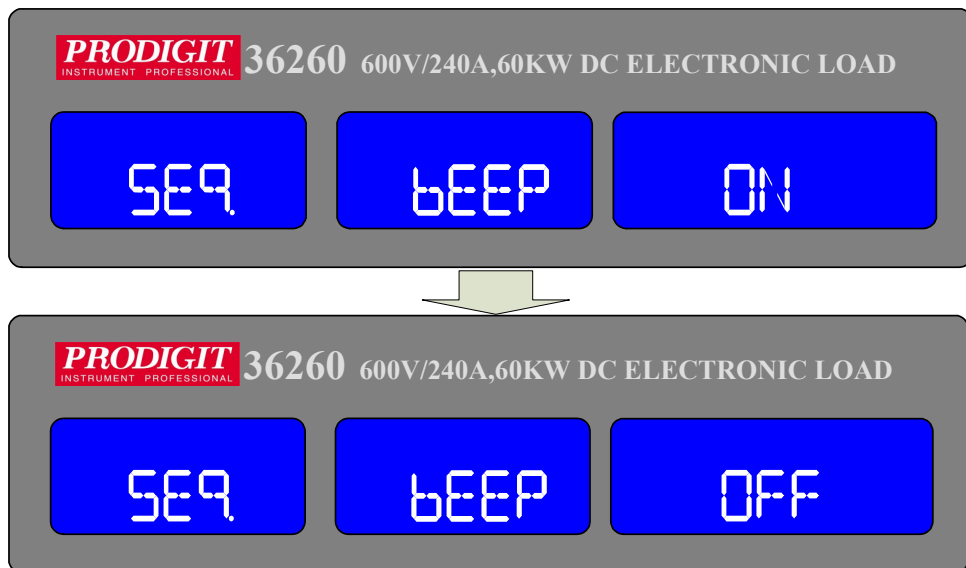 PRODIGIT 36260 600V/240A,60KW DC ELECTRONIC LOAD
INSTRUMENT PROFESSIONAL
SEq. bEEP ON
PRODIGIT 36260 600V/240A,60KW DC ELECTRONIC LOAD
INSTRUMENT PROFESSIONAL
SEq. bEEP OFF